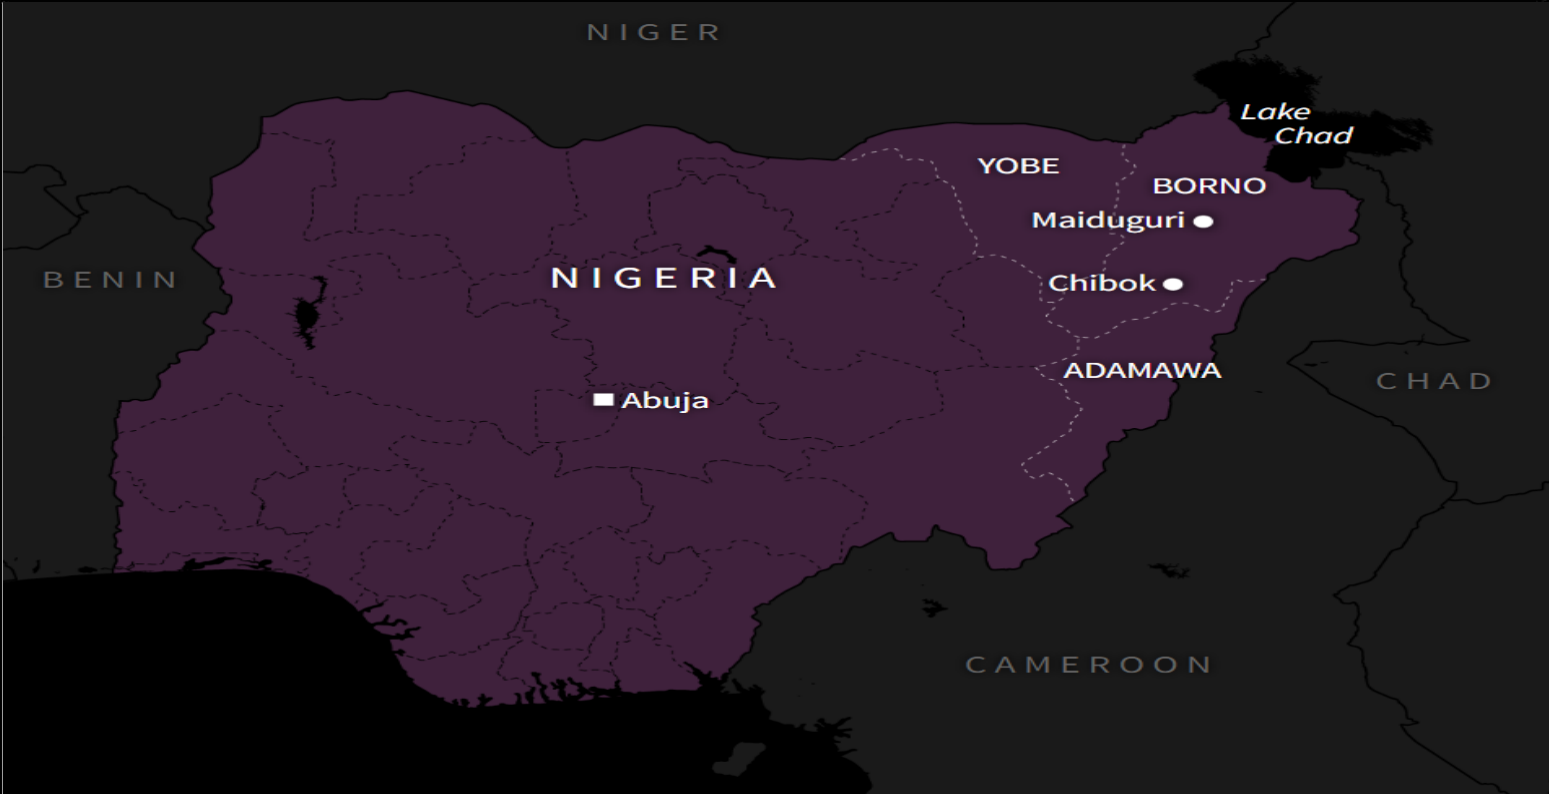 NIGER
Lake
Chad
YOBE
BORNO
Maiduguri
NIGERIA
BENIN
Chibok
ADAMAWA
CHAD
Abuja
CAMEROON